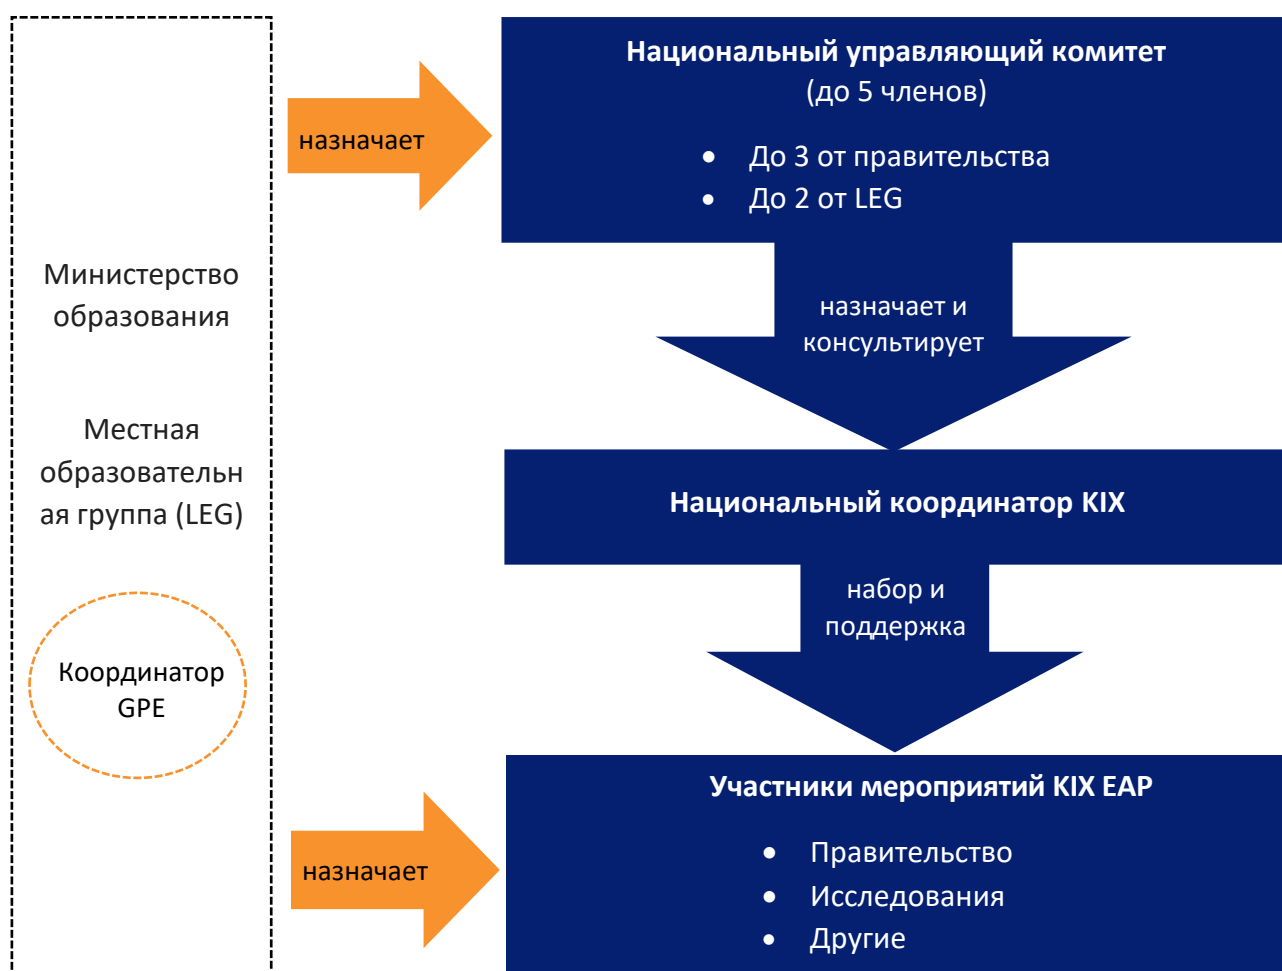 Министерство
образования
Местная
образовательн
ая группа (LEG)
Координатор
GPE
назначает
Национальный управляющий комитет
(до 5 членов)
• До 3 от правительства
• До 2 от LEG
назначает и
консультирует
Национальный координатор KIX
набор и
поддержка
назначает
Участники мероприятий KIX EAP
• Правительство
• Исследования
• Другие